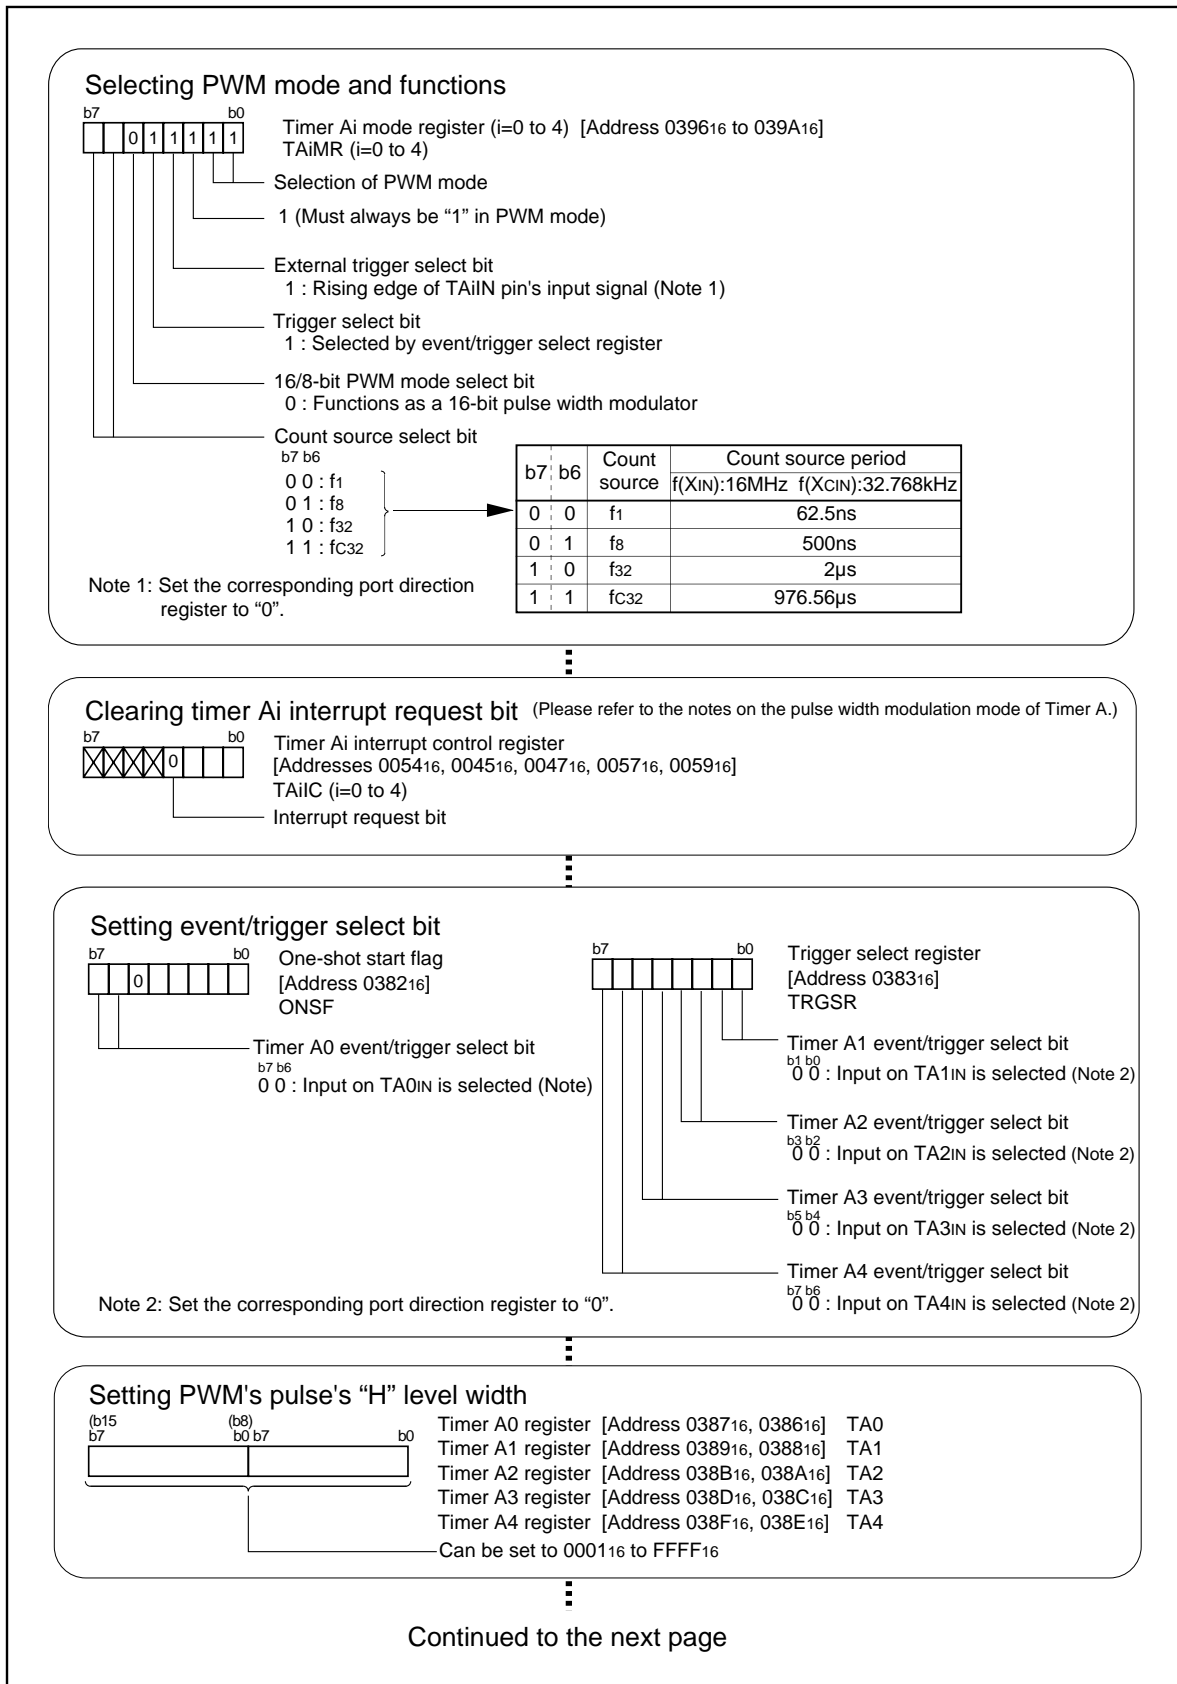 Selecting PWM mode and functions
b7 b0
0 1 1 1 1 1
Timer Ai mode register (i=0 to 4) [Address 039616 to 039A16]
TAiMR (i=0 to 4)
Selection of PWM mode
1 (Must always be “1” in PWM mode)
External trigger select bit
1 : Rising edge of TAiIN pin's input signal (Note 1)
Trigger select bit
1 : Selected by event/trigger select register
16/8-bit PWM mode select bit
0 : Functions as a 16-bit pulse width modulator
Count source select bit
b7 b6
0 0 : f1
0 1 : f8
1 0 : f32
1 1 : fC32
b7 b6 Count source Count source period
f(XIN):16MHz f(XCIN):32.768kHz
0 0 f1 62.5ns
0 1 f8 500ns
1 0 f32 2µs
1 1 fC32 976.56µs
Note 1: Set the corresponding port direction
register to “0”.
Clearing timer Ai interrupt request bit (Please refer to the notes on the pulse width modulation mode of Timer A.)
b7 b0
0
Timer Ai interrupt control register
[Addresses 005416, 004516, 004716, 005716, 005916]
TAiIC (i=0 to 4)
Interrupt request bit
Setting event/trigger select bit
b7 b0
0
One-shot start flag
[Address 038216]
ONSF
Timer A0 event/trigger select bit
b7 b6
0 0 : Input on TA0IN is selected (Note)
b7 b0
Trigger select register
[Address 038316]
TRGSR
Timer A1 event/trigger select bit
b1 b0
0 0 : Input on TA1IN is selected (Note 2)
Timer A2 event/trigger select bit
b3 b2
0 0 : Input on TA2IN is selected (Note 2)
Timer A3 event/trigger select bit
b5 b4
0 0 : Input on TA3IN is selected (Note 2)
Timer A4 event/trigger select bit
b7 b6
0 0 : Input on TA4IN is selected (Note 2)
Note 2: Set the corresponding port direction register to “0”.
Setting PWM's pulse's “H” level width
(b15 (b8)
b7 b0 b7 b0
Timer A0 register [Address 038716, 038616] TA0
Timer A1 register [Address 038916, 038816] TA1
Timer A2 register [Address 038B16, 038A16] TA2
Timer A3 register [Address 038D16, 038C16] TA3
Timer A4 register [Address 038F16, 038E16] TA4
Can be set to 000116 to FFFF16
Continued to the next page